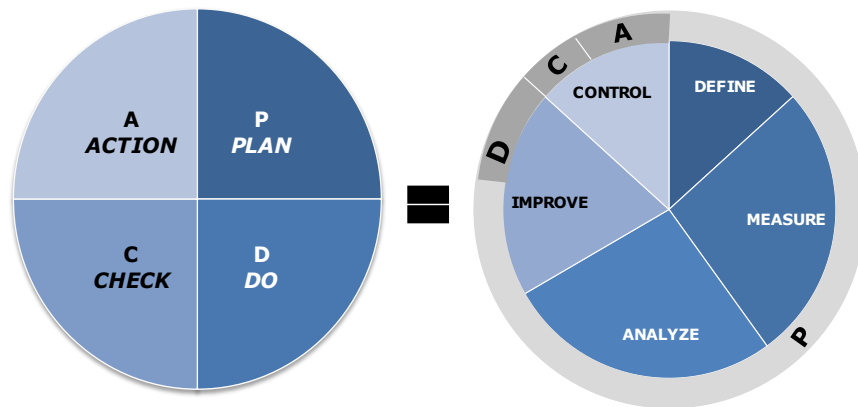 A
ACTION
P
PLAN
C
CHECK
D
DO
A
C
D
P
CONTROL
DEFINE
IMPROVE
MEASURE
ANALYZE